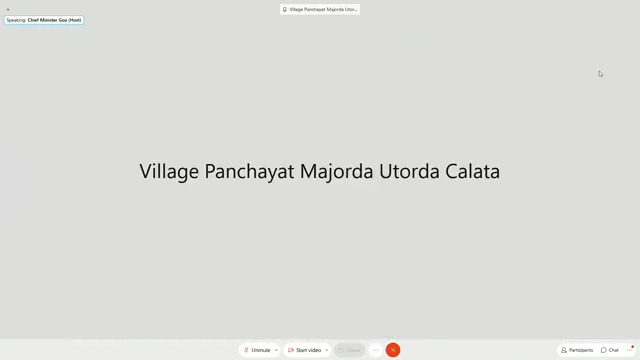 Village Panchayat Majorda Utor...
Speaking: Chief Minister Goa (Host)
Village Panchayat Majorda Utorda Calata
Unmute Start video Share Participants Chat